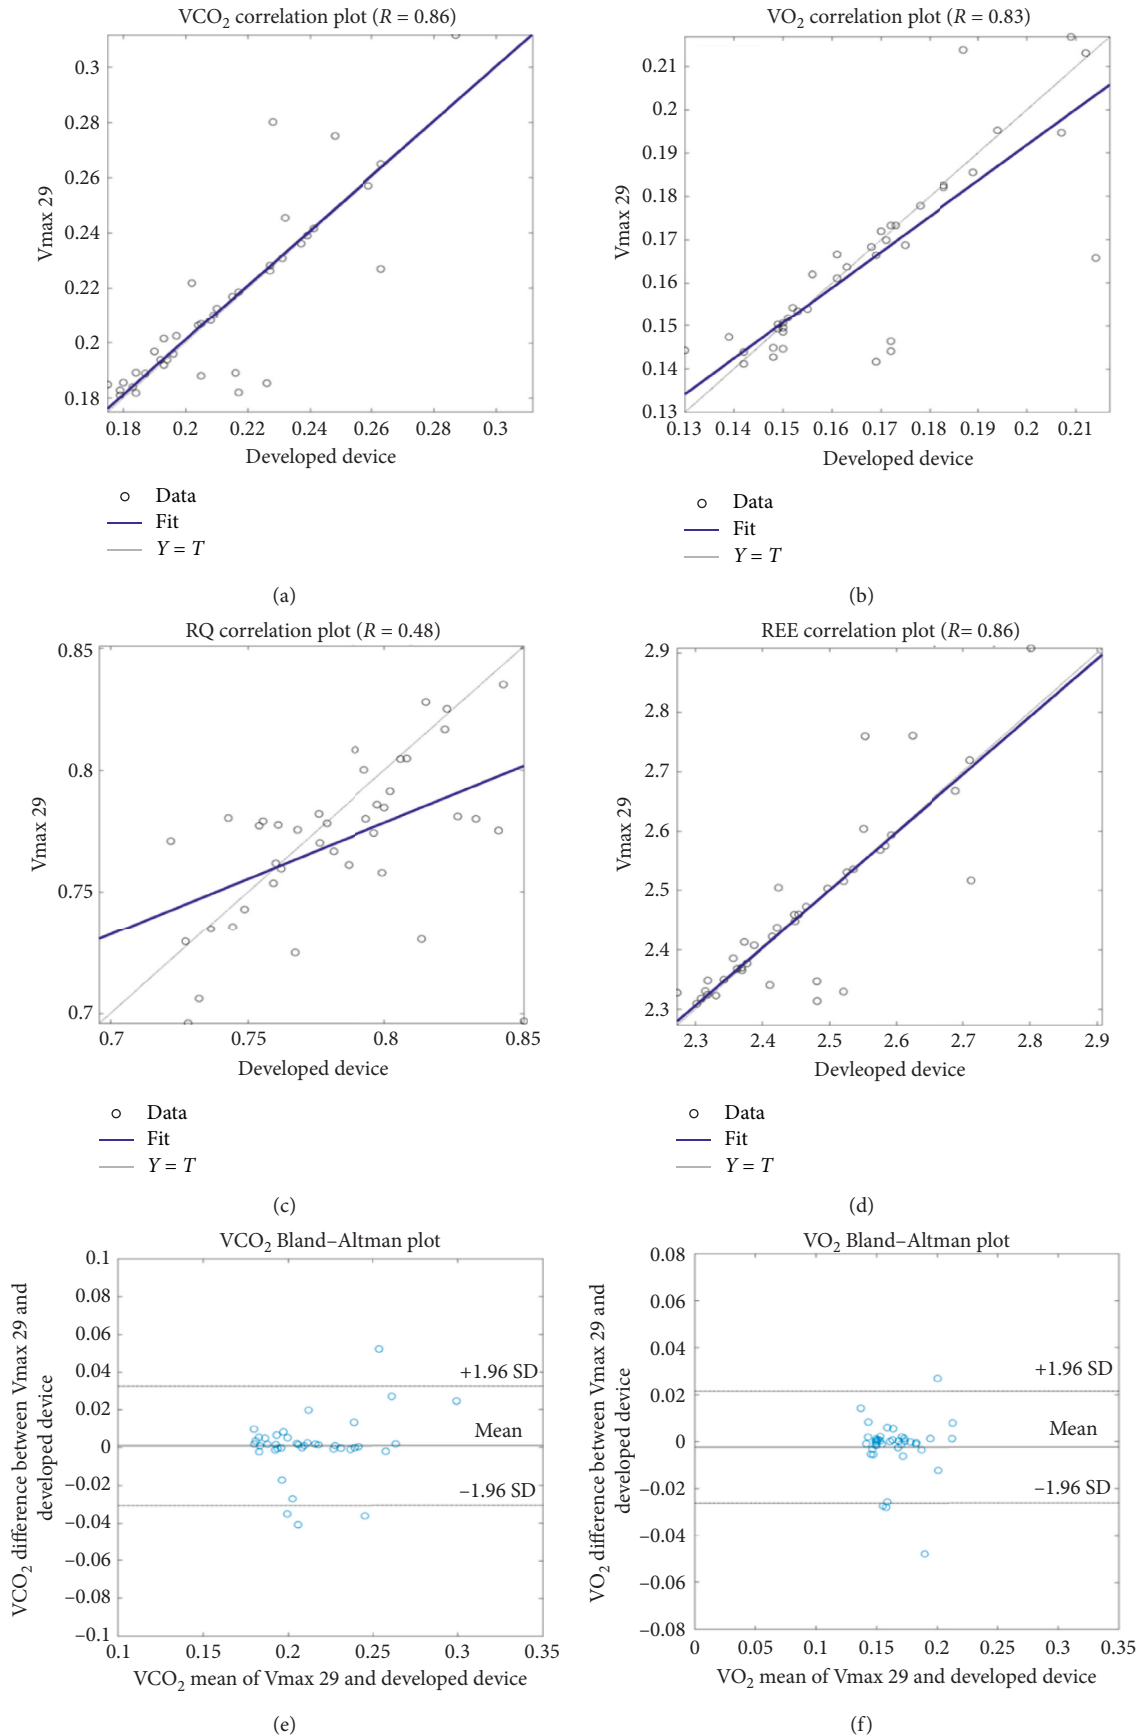 VCO₂ correlation plot (R = 0.86)
0.3
0.28
0.26
0.24
0.22
0.2
0.18
Vmax 29
0.18 0.2 0.22 0.24 0.26 0.28 0.3
Developed device
Data
Fit
Y = T
(a)
VO₂ correlation plot (R = 0.83)
0.21
0.2
0.19
0.18
0.17
0.16
0.15
0.14
0.13
Vmax 29
0.13 0.14 0.15 0.16 0.17 0.18 0.19 0.2 0.21
Developed device
Data
Fit
Y = T
(b)
RQ correlation plot (R = 0.48)
0.85
0.8
0.75
0.7
Vmax 29
0.7 0.75 0.8 0.85
Developed device
Data
Fit
Y = T
(c)
REE correlation plot (R= 0.86)
2.9
2.8
2.7
2.6
2.5
2.4
2.3
Vmax 29
2.3 2.4 2.5 2.6 2.7 2.8 2.9
Devleoped device
Data
Fit
Y = T
(d)
VCO₂ Bland–Altman plot
0.1
0.08
0.06
0.04
0.02
0
–0.02
–0.04
–0.06
–0.08
–0.1
VCO₂ difference between Vmax 29 and
developed device
+1.96 SD
Mean
–1.96 SD
0.1 0.15 0.2 0.25 0.3 0.35
VCO₂ mean of Vmax 29 and developed device
(e)
VO₂ Bland–Altman plot
0.08
0.06
0.04
0.02
0
–0.02
–0.04
–0.06
–0.08
VO₂ difference between Vmax 29 and
developed device
+1.96 SD
Mean
–1.96 SD
0 0.05 0.1 0.15 0.2 0.25 0.3 0.35
VO₂ mean of Vmax 29 and developed device
(f)